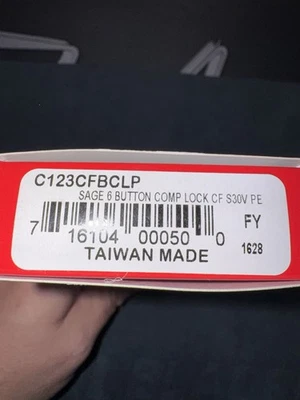 C123CFBCLP
SAGE 6 BUTTON COMP LOCK CF S30V PE
7 16104 00050 0
FY
1628
TAIWAN MADE